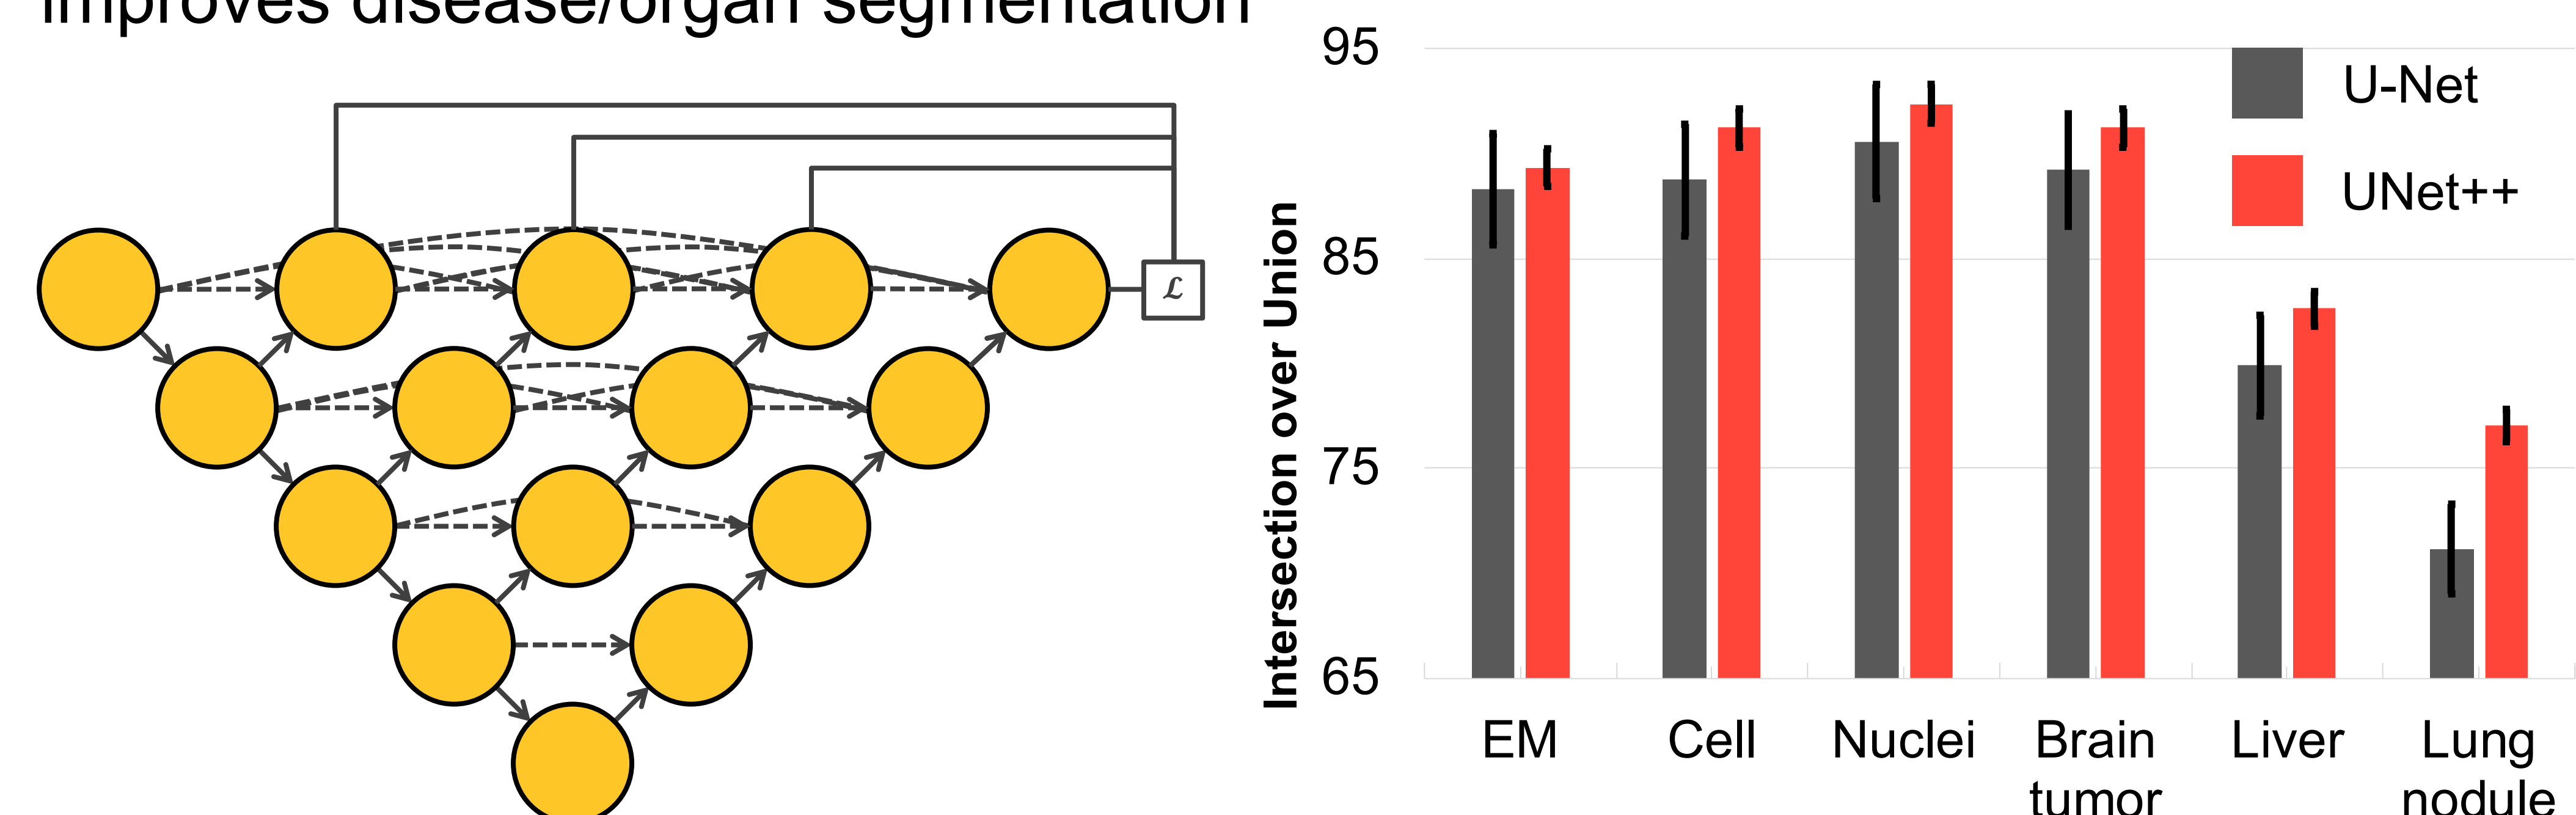 improves disease/organ segmentation
ℒ
Intersection over Union
95
85
75
65
U-Net
UNet++
EM
Cell
Nuclei
Brain
tumor
Liver
Lung
nodule